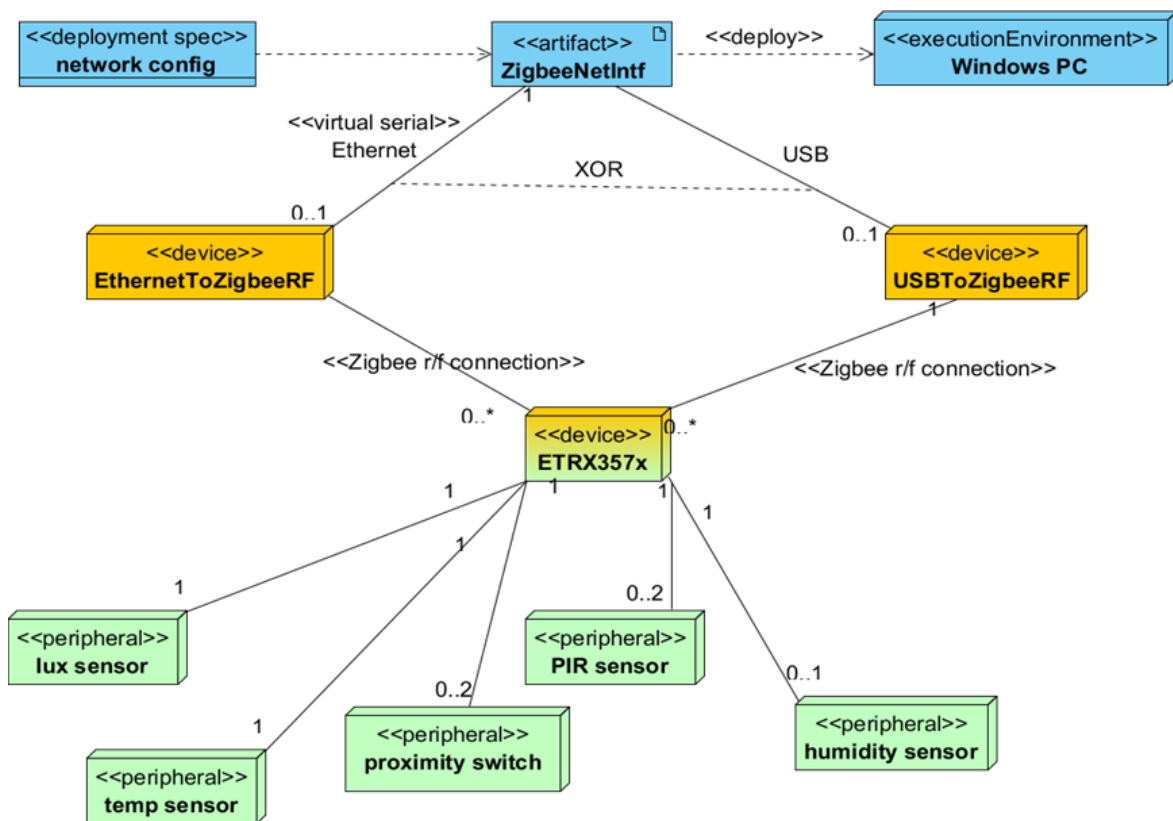 <<deployment spec>>
network config
<<artifact>>
ZigbeeNetIntf
<<deploy>>
<<executionEnvironment>>
Windows PC
1
<<virtual serial>>
Ethernet
USB
XOR
0..1
0..1
<<device>>
EthernetToZigbeeRF
<<device>>
USBToZigbeeRF
1
<<Zigbee r/f connection>>
<<Zigbee r/f connection>>
0..*
0..*
<<device>>
ETRX357x
1
1
1
1
1
1
0..2
<<peripheral>>
lux sensor
<<peripheral>>
PIR sensor
0..1
0..2
1
<<peripheral>>
proximity switch
<<peripheral>>
humidity sensor
<<peripheral>>
temp sensor